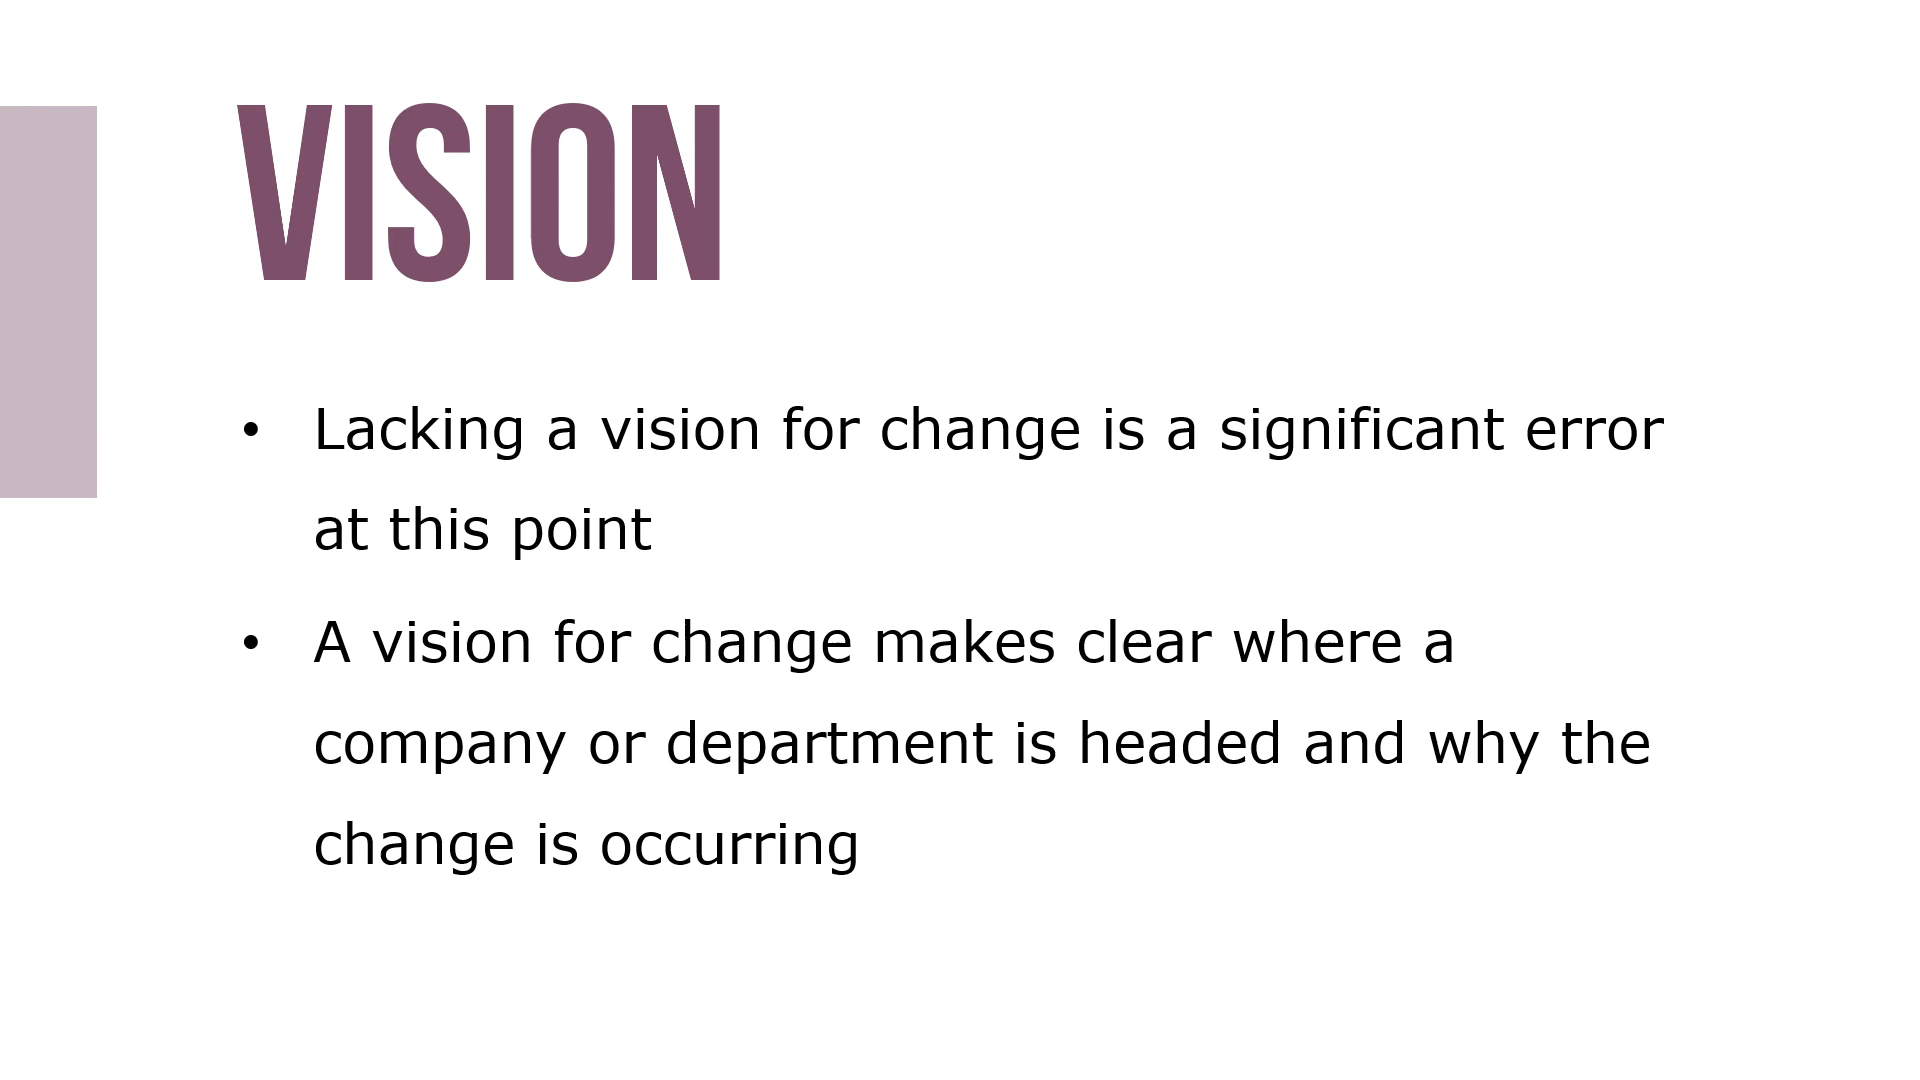 VISION
• Lacking a vision for change is a significant error
at this point
• A vision for change makes clear where a
company or department is headed and why the
change is occurring